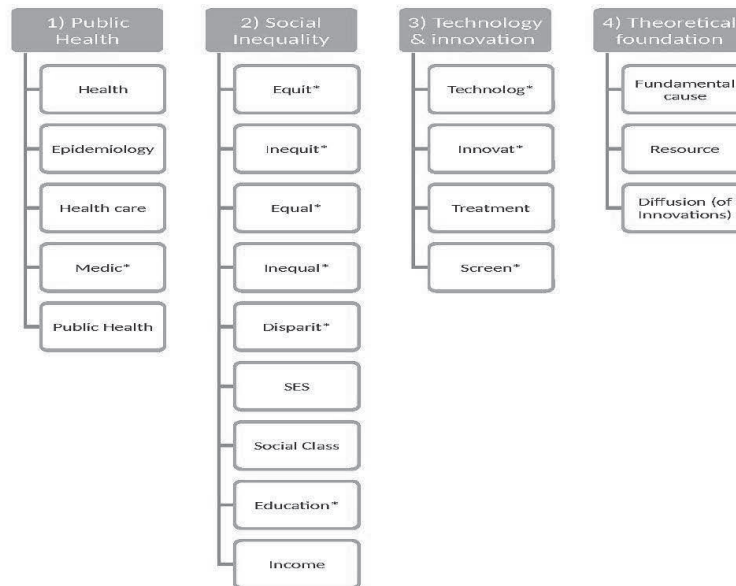 1) Public
Health
Health
Epidemiology
Health care
Medic*
Public Health
2) Social
Inequality
Equit*
Inequit*
Equal*
Inequal*
Disparit*
SES
Social Class
Education*
Income
3) Technology
& innovation
Technolog*
Innovat*
Treatment
Screen*
4) Theoretical
foundation
Fundamental
cause
Resource
Diffusion (of
Innovations)